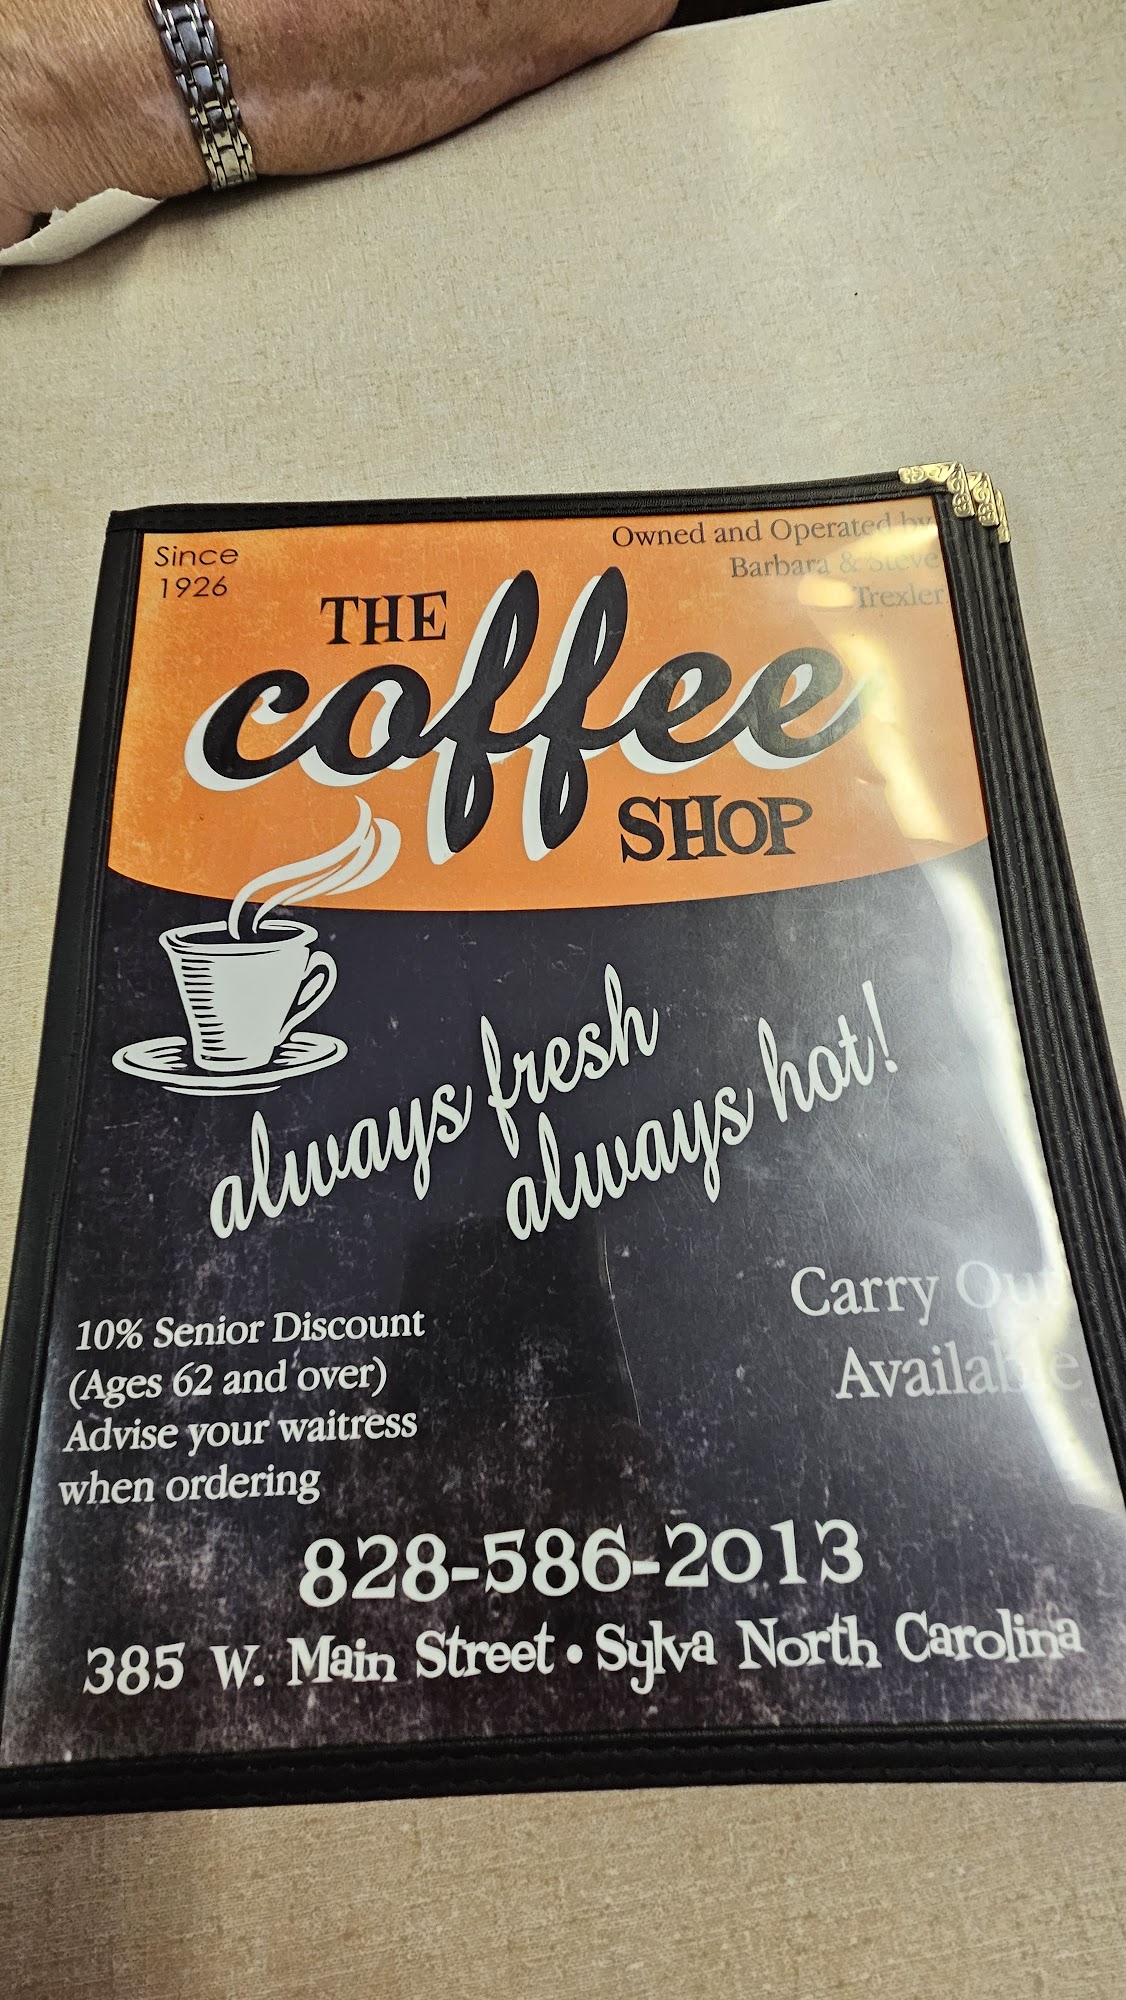 Since
1926
Owned and Operated by
Barbara & Steve
Trexler
THE
coffee
SHOP
always fresh
always hot!
Carry Out
Available
10% Senior Discount
(Ages 62 and over)
Advise your waitress
when ordering
828-586-2013
385 W. Main Street • Sylva North Carolina